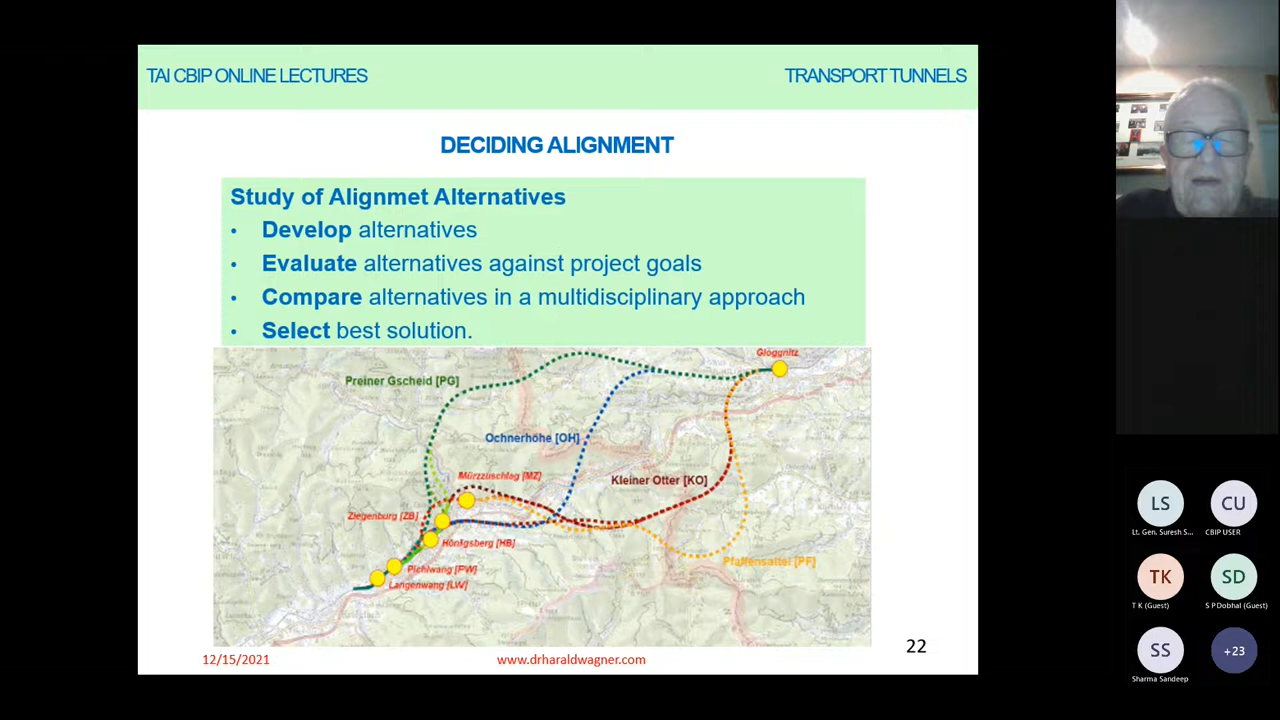 TAI CBIP ONLINE LECTURES
TRANSPORT TUNNELS
DECIDING ALIGNMENT
Study of Alignmet Alternatives
• Develop alternatives
• Evaluate alternatives against project goals
• Compare alternatives in a multidisciplinary approach
• Select best solution.
Gloggnitz
Preiner Gscheid [PG]
Ochnerhöhe [OH]
Mürzzuschlag [MZ]
Kleiner Otter [KO]
Ziegenburg [ZB]
Hönigsberg [HB]
Pfaffensattel [PF]
Pichlwang [PW]
Langenwang [LW]
12/15/2021
www.drharaldwagner.com
22
LS
CU
Lt. Gen. Suresh S...
CBIP USER
TK
SD
T K (Guest)
S P Dobhal (Guest)
SS
+23
Sharma Sandeep